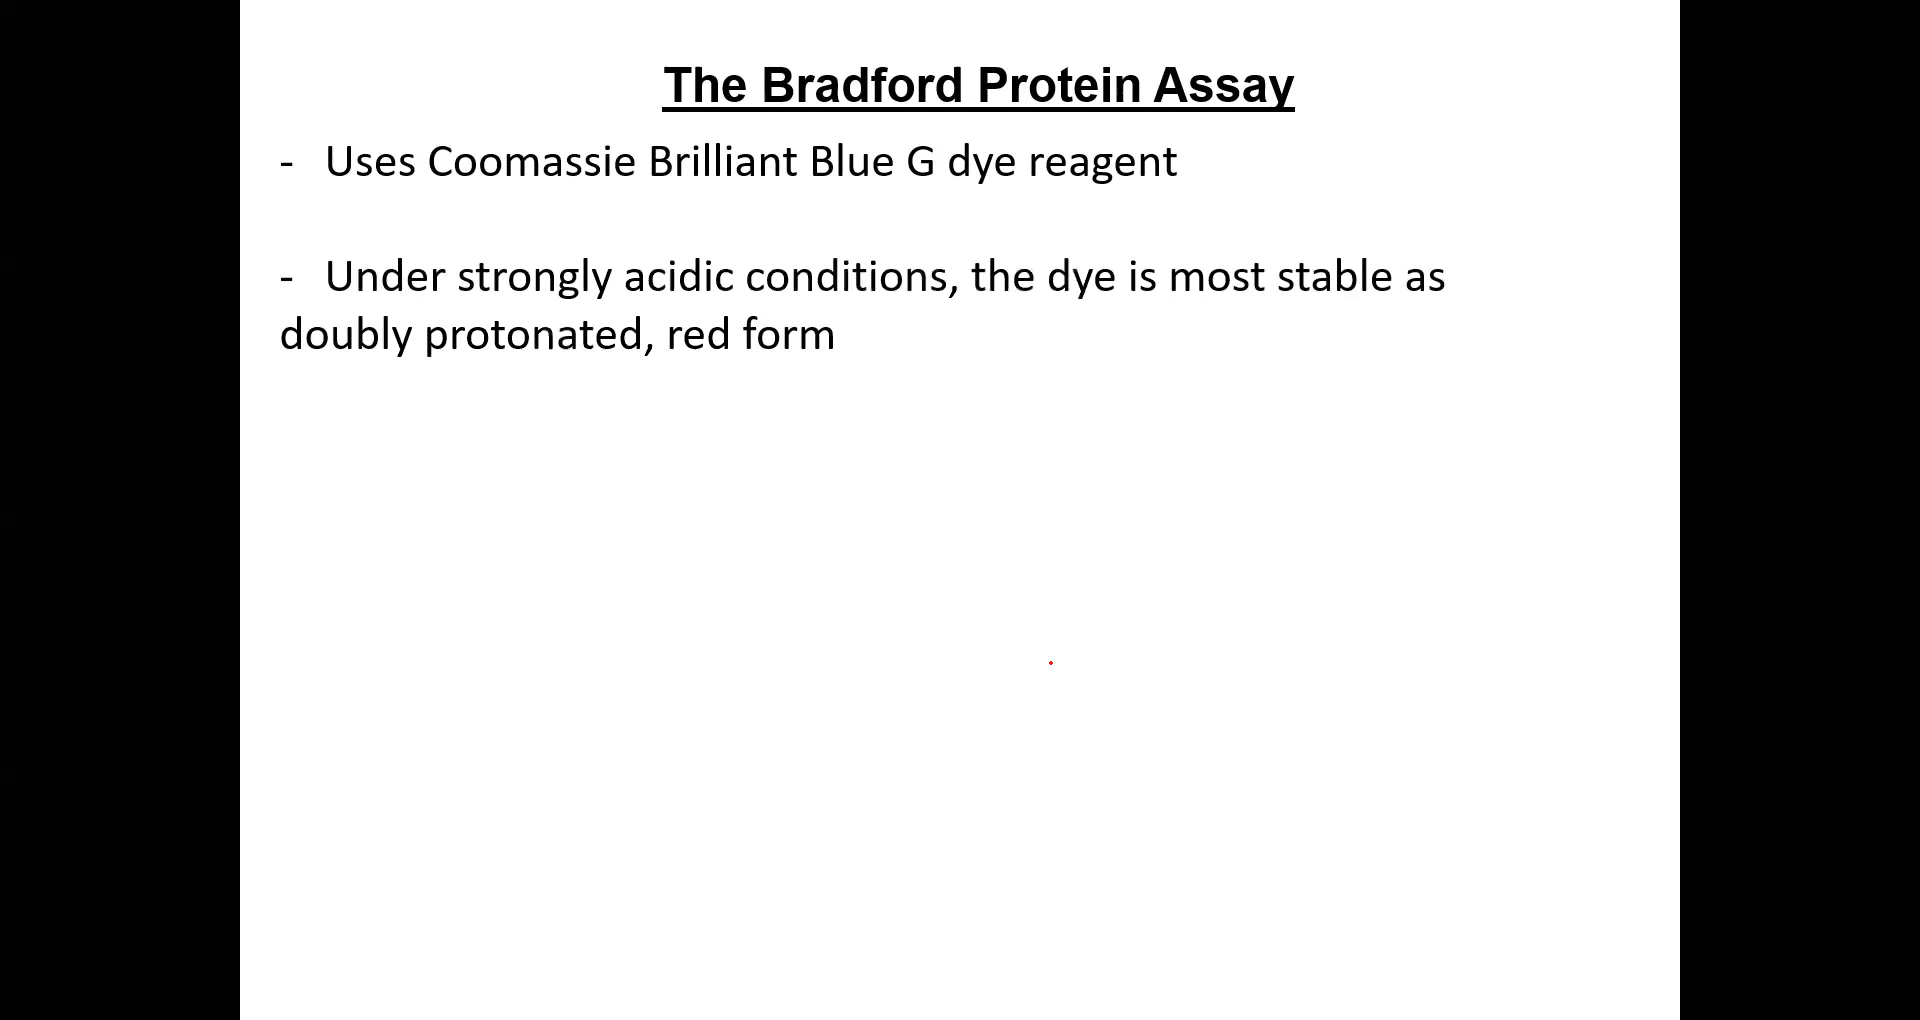 The Bradford Protein Assay
- Uses Coomassie Brilliant Blue G dye reagent
- Under strongly acidic conditions, the dye is most stable as
doubly protonated, red form